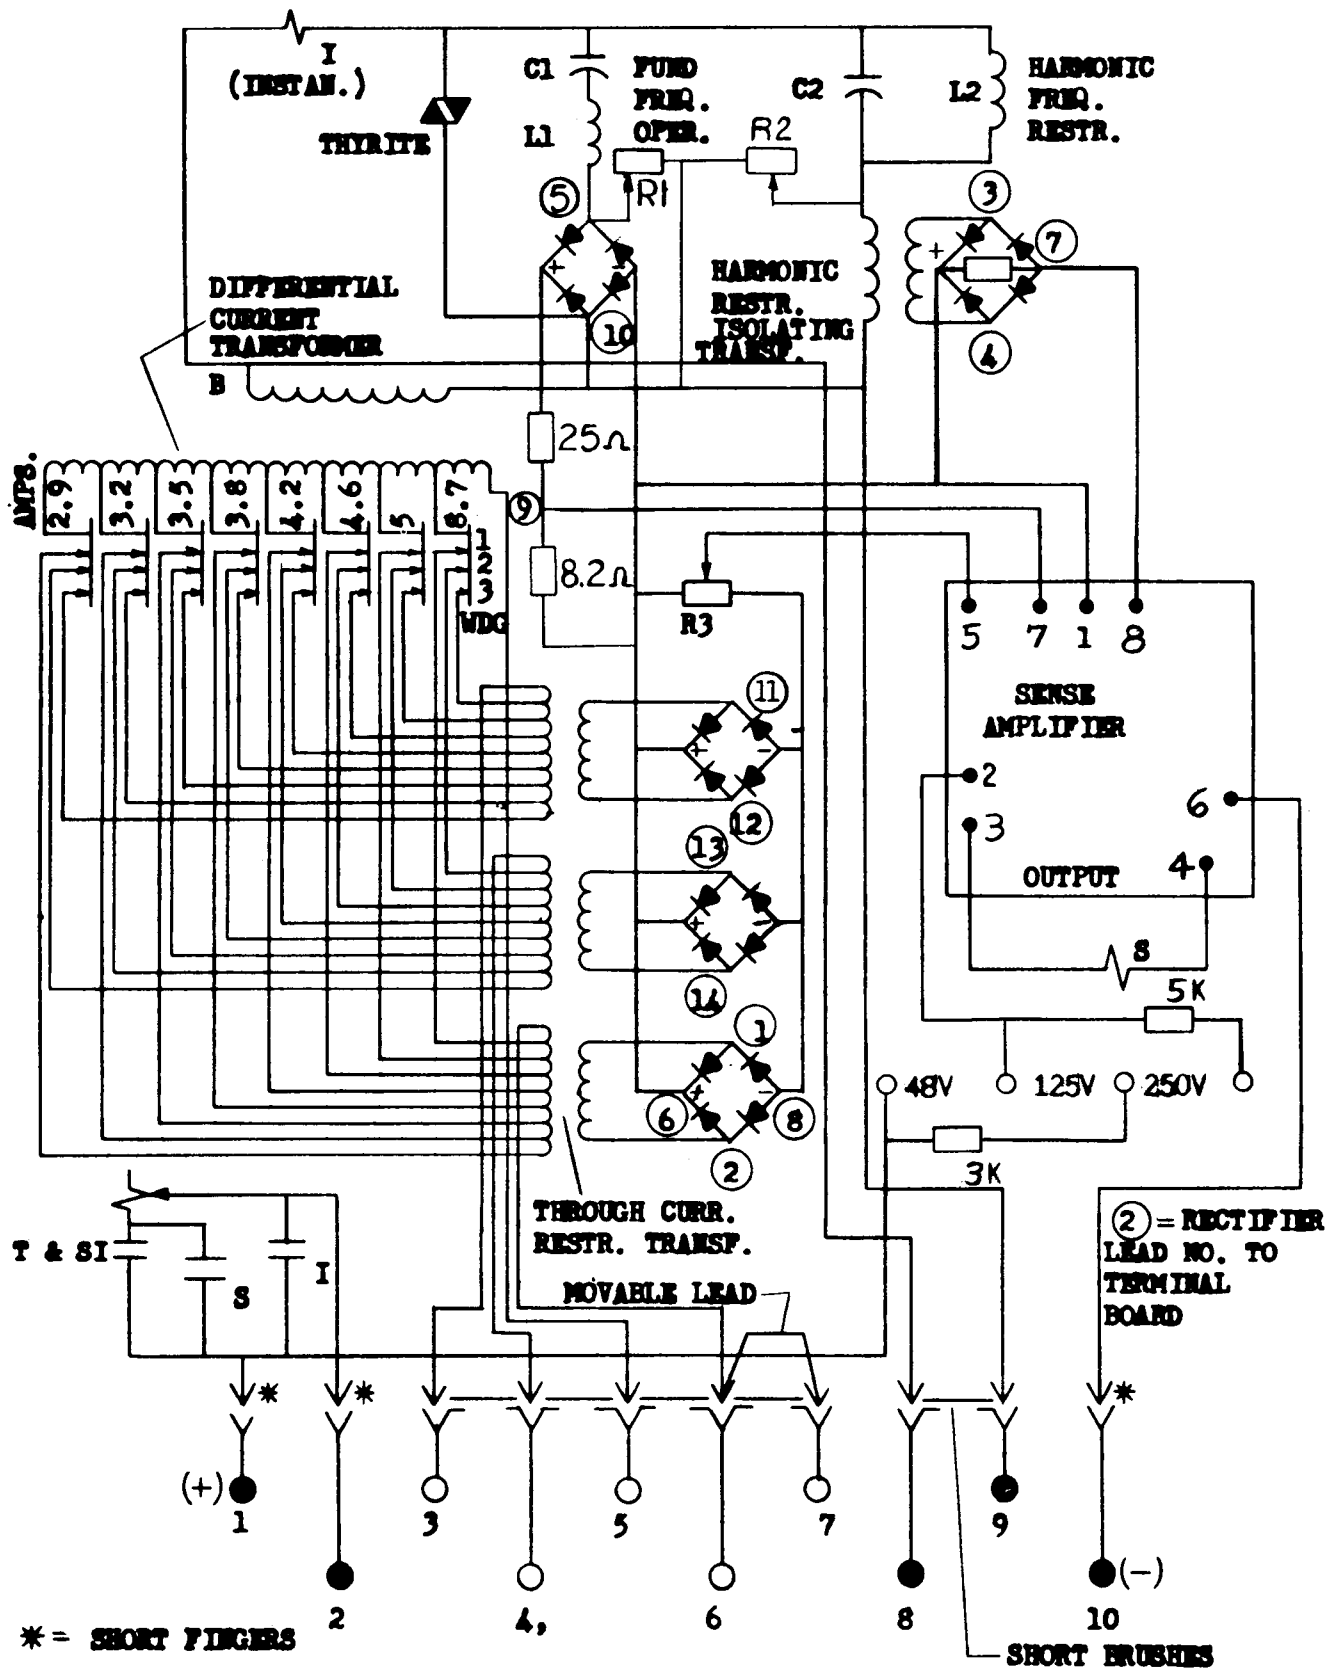 I
(INSTAN.)
THYRITE
C1
L1
FUND
FREQ.
OPER.
R1
R2
C2
L2
HARMONIC
FREQ.
RESTR.
5
10
+
-
3
7
4
+
HARMONIC
RESTR.
ISOLATING
TRANSF.
DIFFERENTIAL
CURRENT
TRANSFORMER
B
25Ω
9
8.2Ω
AMPS.
2.9
3.2
3.5
3.8
4.2
4.6
5
8.7
1
2
3
WDG
R3
5
7
1
8
SENSE
AMPLIFIER
2
3
6
4
OUTPUT
S
5K
11
+
-
12
13
+
-
14
1
6
+
-
8
2
48V
125V
250V
3K
THROUGH CURR.
RESTR. TRANSF.
MOVABLE LEAD
T & SI
S
I
2 = RECTIFIER
LEAD NO. TO
TERMINAL
BOARD
*
*
*
(+)
1
2
3
4,
5
6
7
8
9
10
(-)
* = SHORT FINGERS
SHORT BRUSHES